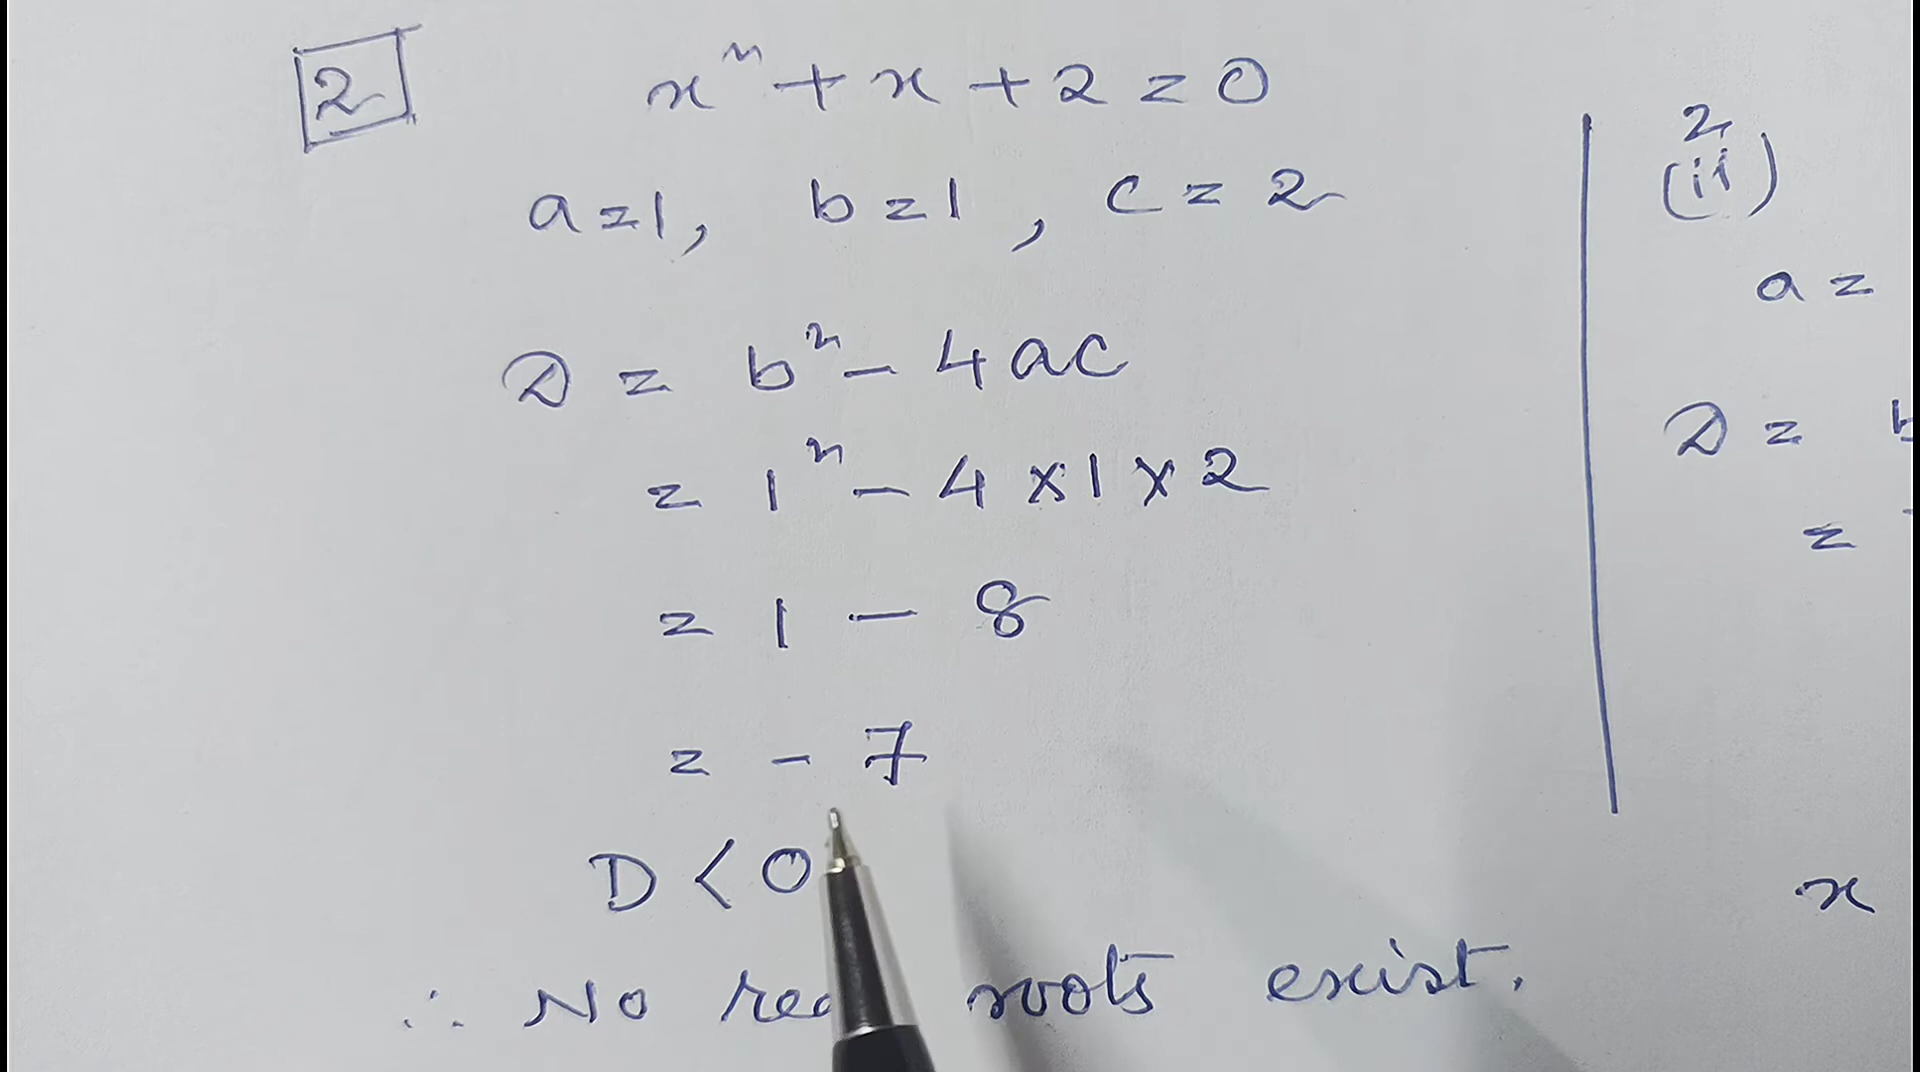 2
x² + x + 2 = 0
a = 1, b = 1, c = 2
D = b² - 4ac
= 1² - 4 × 1 × 2
= 1 - 8
= - 7
D < 0
∴ No real roots exist.
2
(ii)
a =
D = b
=
x